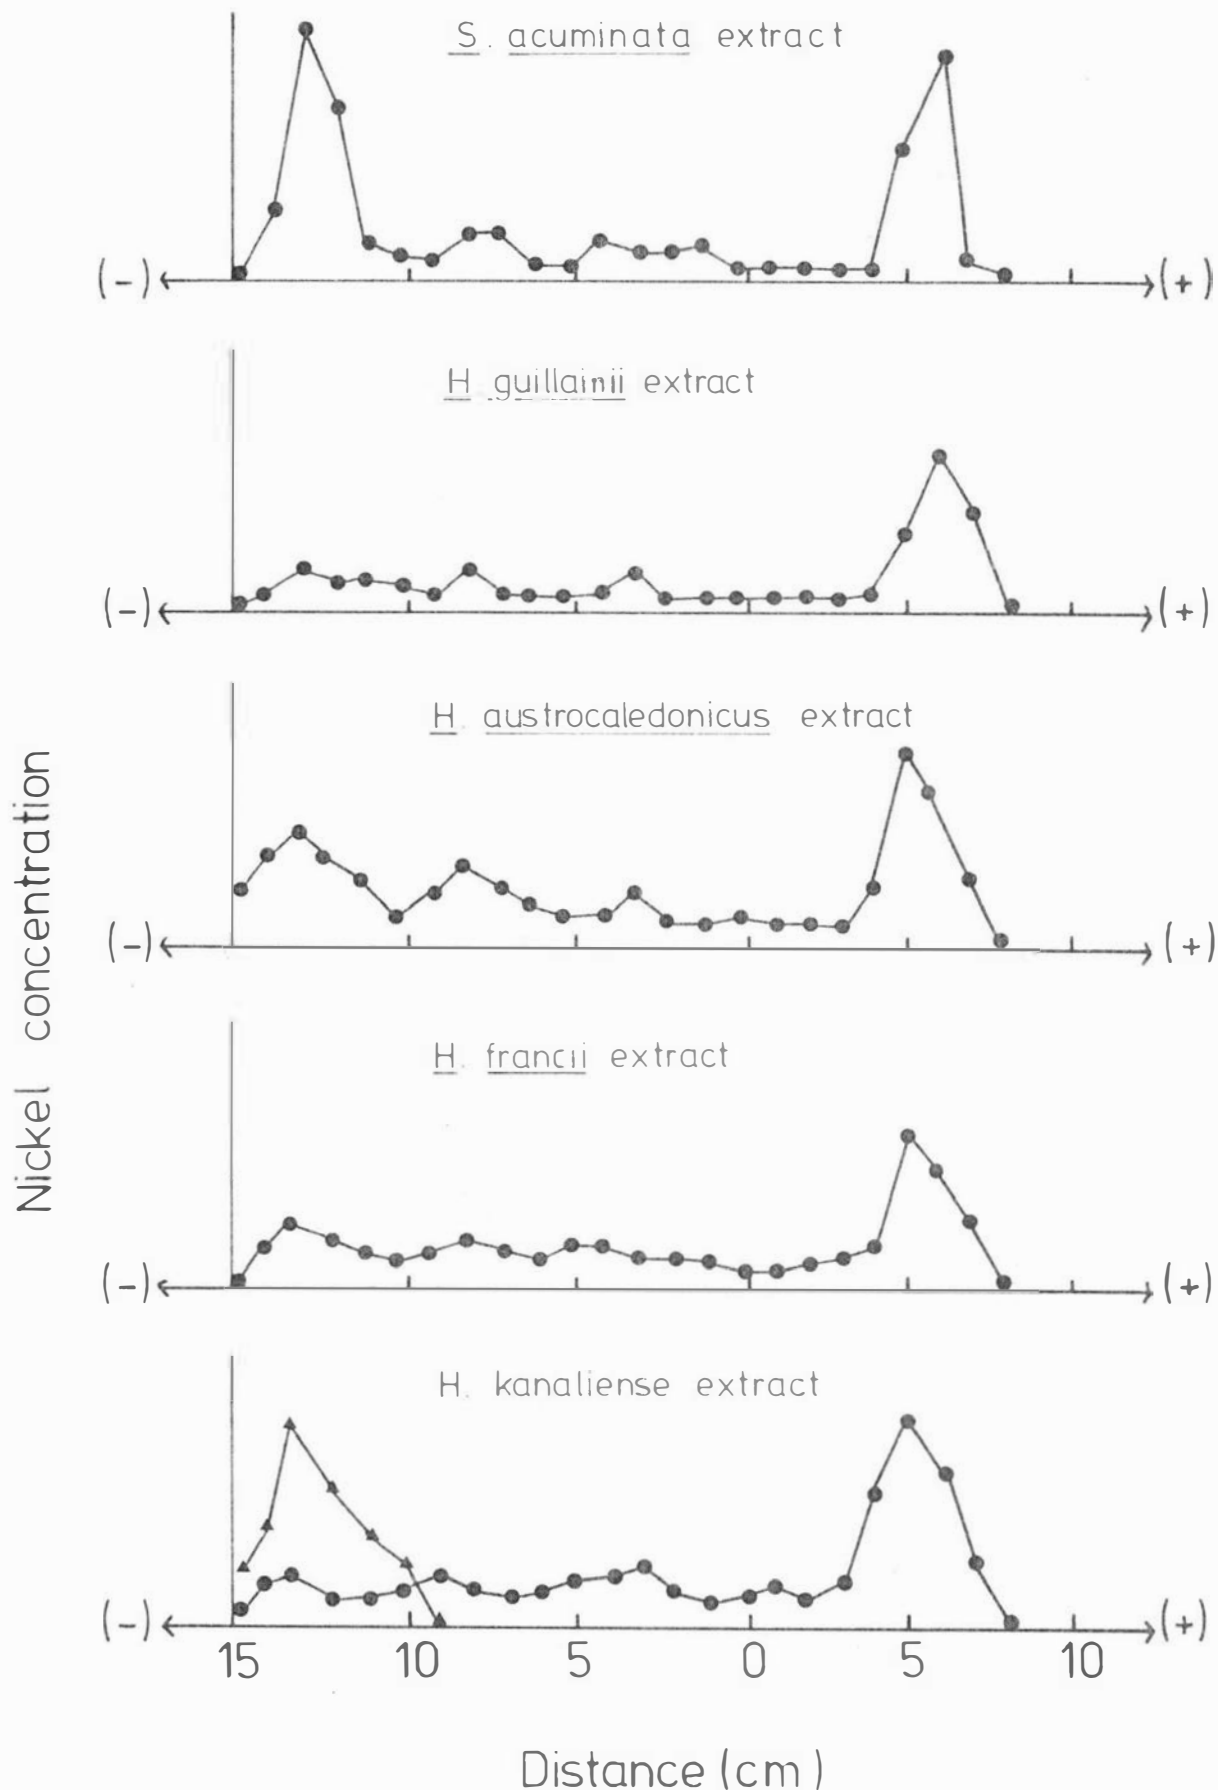 S. acuminata extract
(-) (+)
H guillainii extract
(-) (+)
H. austrocaledonicus extract
(-) (+)
H. francii extract
(-) (+)
H. kanaliense extract
(-) (+)
15 10 5 0 5 10
Distance (cm)
Nickel concentration